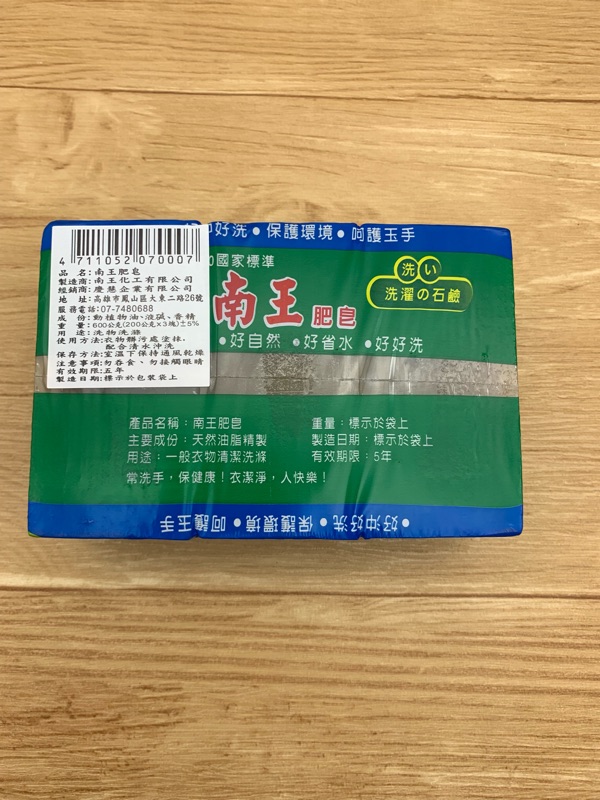 好沖好洗 • 保護環境 • 呵護玉手
4 711052 070007
品 名:南王肥皂
製造商:南王化工有限公司
經銷商:慶慈企業有限公司
地 址:高雄市鳳山區大東二路26號
服務電話:07-7480688
成 份:動植物油、液碱、香精
重 量:600公克(200公克×3塊)±5%
用 途:洗物洗滌
使用方法:衣物髒污處塗抹,
配合清水沖洗
保存方法:室溫下保持通風乾燥
注意事項:勿吞食、勿接觸眼睛
有效期限:五年
製造日期:標示於包裝袋上
國家標準
南王肥皂
洗い
洗濯の石鹼
•好自然 •好省水 •好好洗
產品名稱：南王肥皂
主要成份：天然油脂精製
用途：一般衣物清潔洗滌
重量：標示於袋上
製造日期：標示於袋上
有效期限：5年
常洗手，保健康！衣潔淨，人快樂！
•好沖好洗 • 保護環境 • 呵護玉手